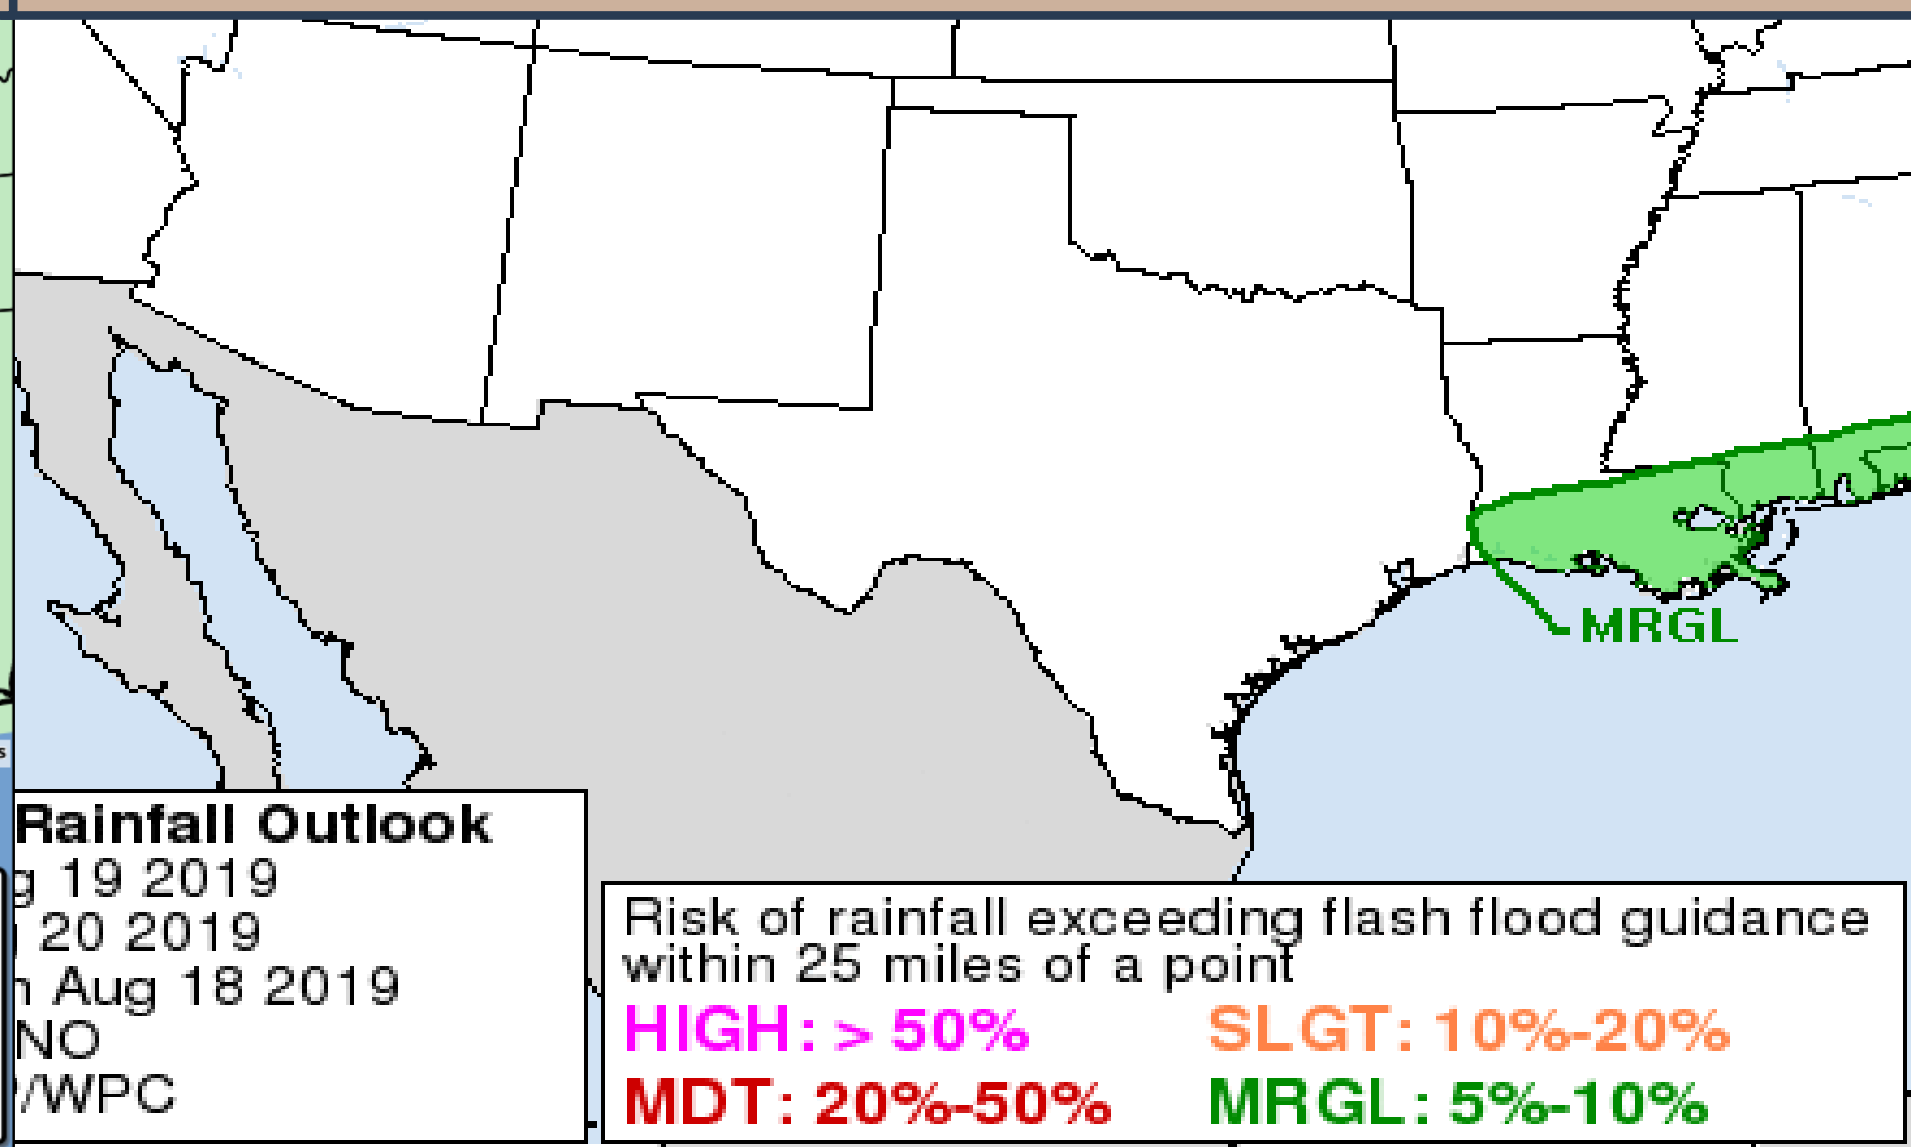 MRGL
Rainfall Outlook
g 19 2019
20 2019
n Aug 18 2019
NO
/WPC
Risk of rainfall exceeding flash flood guidance
within 25 miles of a point
HIGH: > 50% SLGT: 10%-20%
MDT: 20%-50% MRGL: 5%-10%